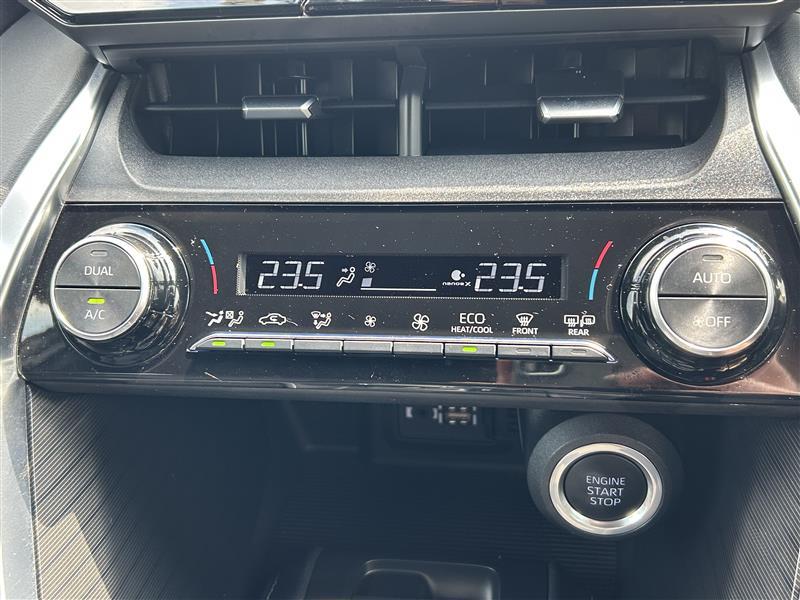 23.5
nanoe X
23.5
DUAL
A/C
AUTO
OFF
ECO
HEAT/COOL
FRONT
REAR
ENGINE
START
STOP